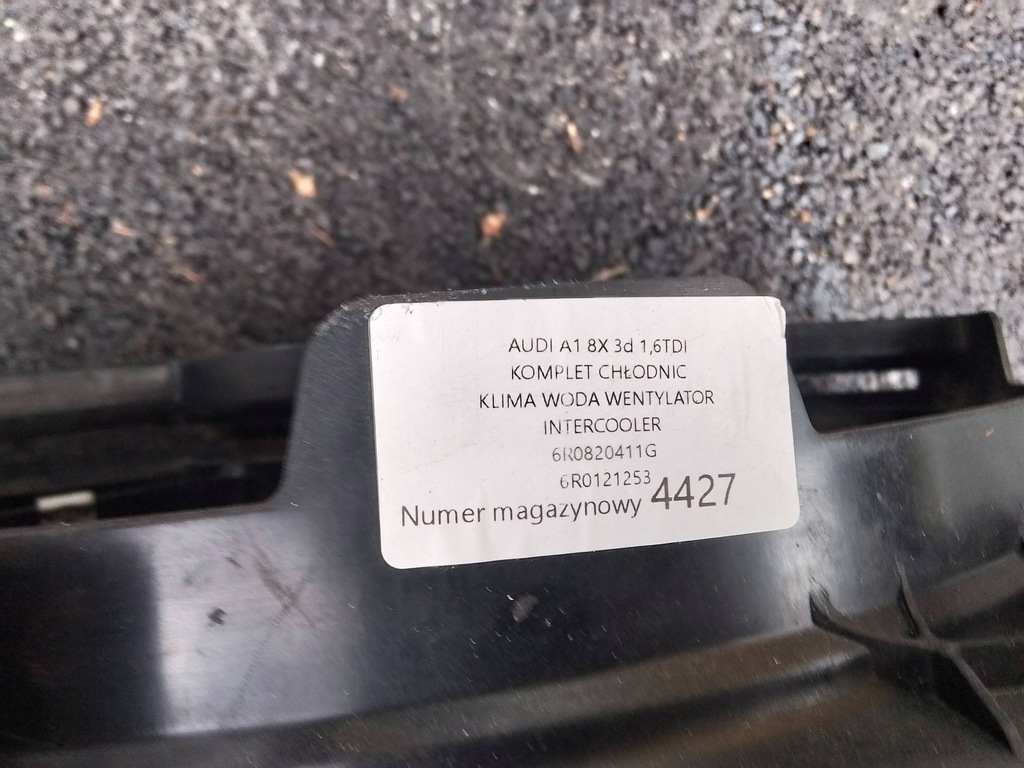 AUDI A1 8X 3d 1,6TDI
KOMPLET CHŁODNIC
KLIMA WODA WENTYLATOR
INTERCOOLER
6R0820411G
6R0121253
Numer magazynowy 4427